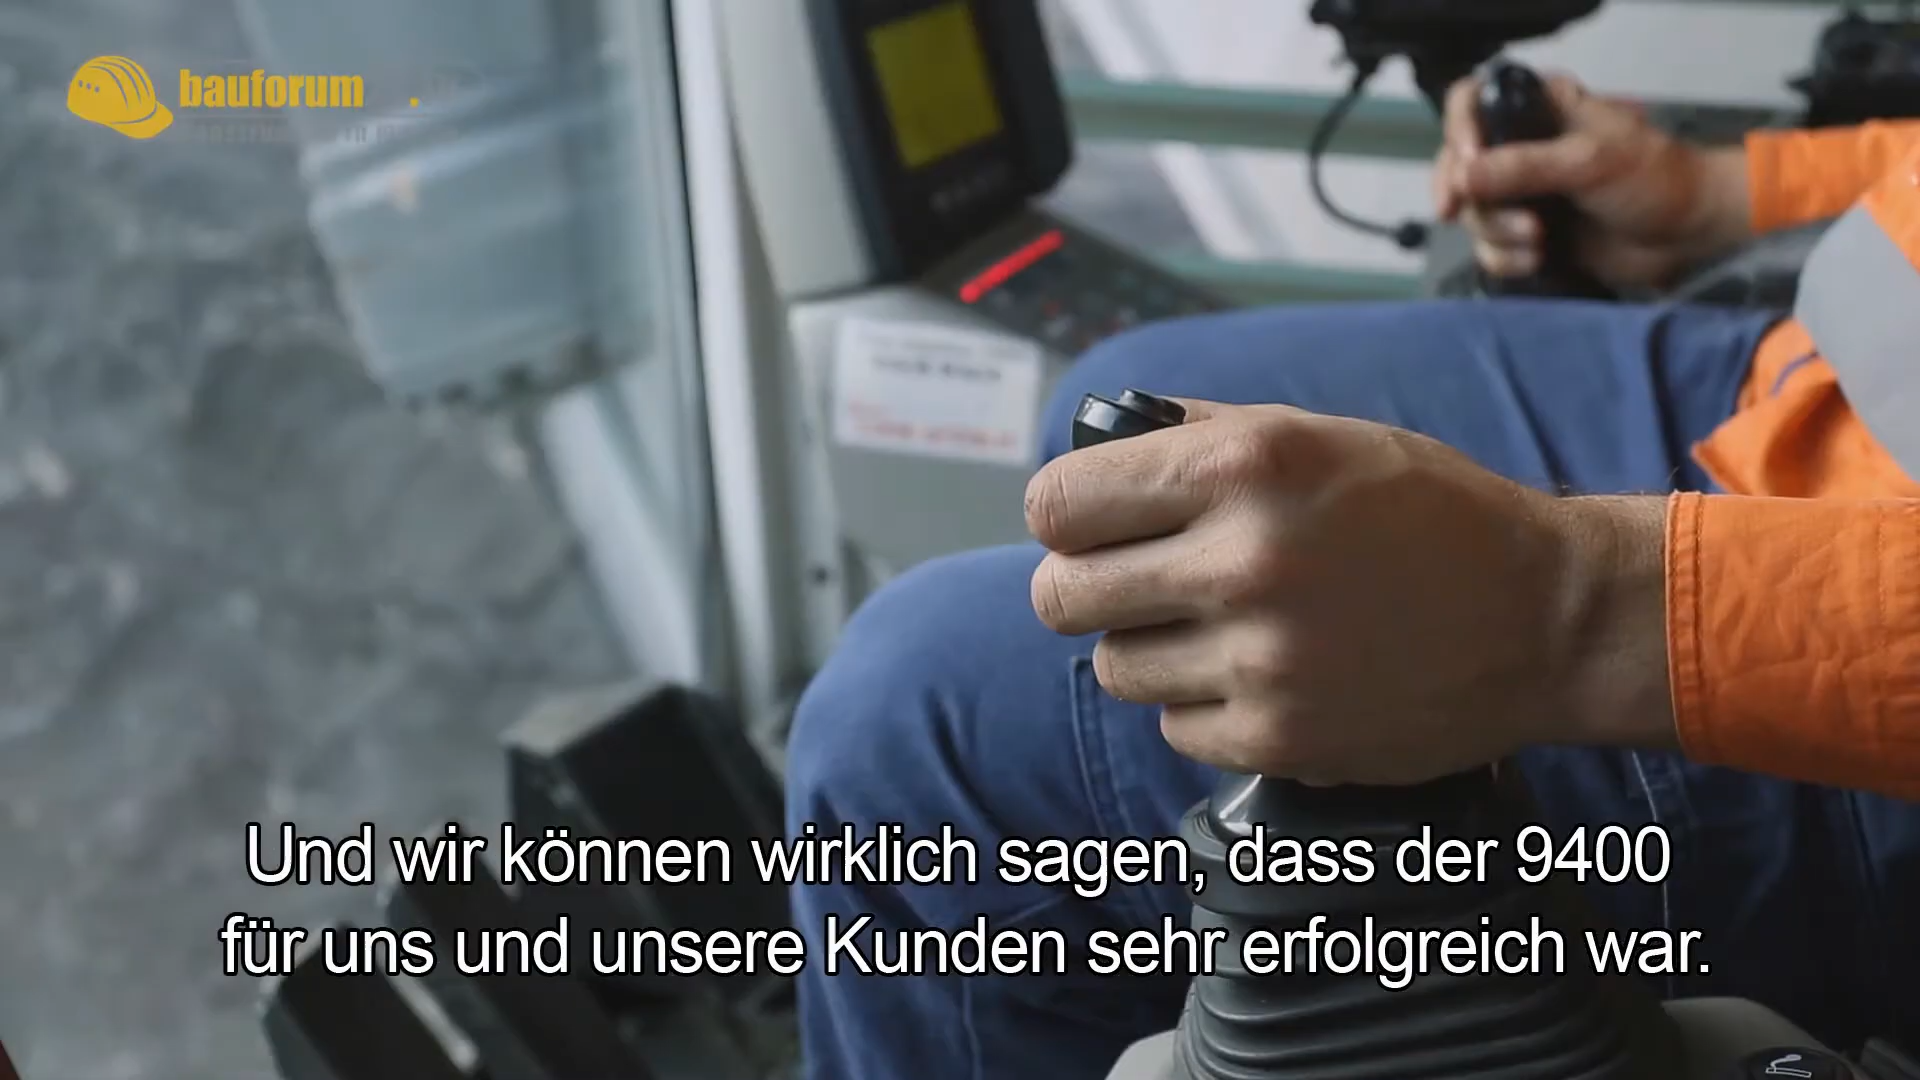 bauforum
Und wir können wirklich sagen, dass der 9400
für uns und unsere Kunden sehr erfolgreich war.